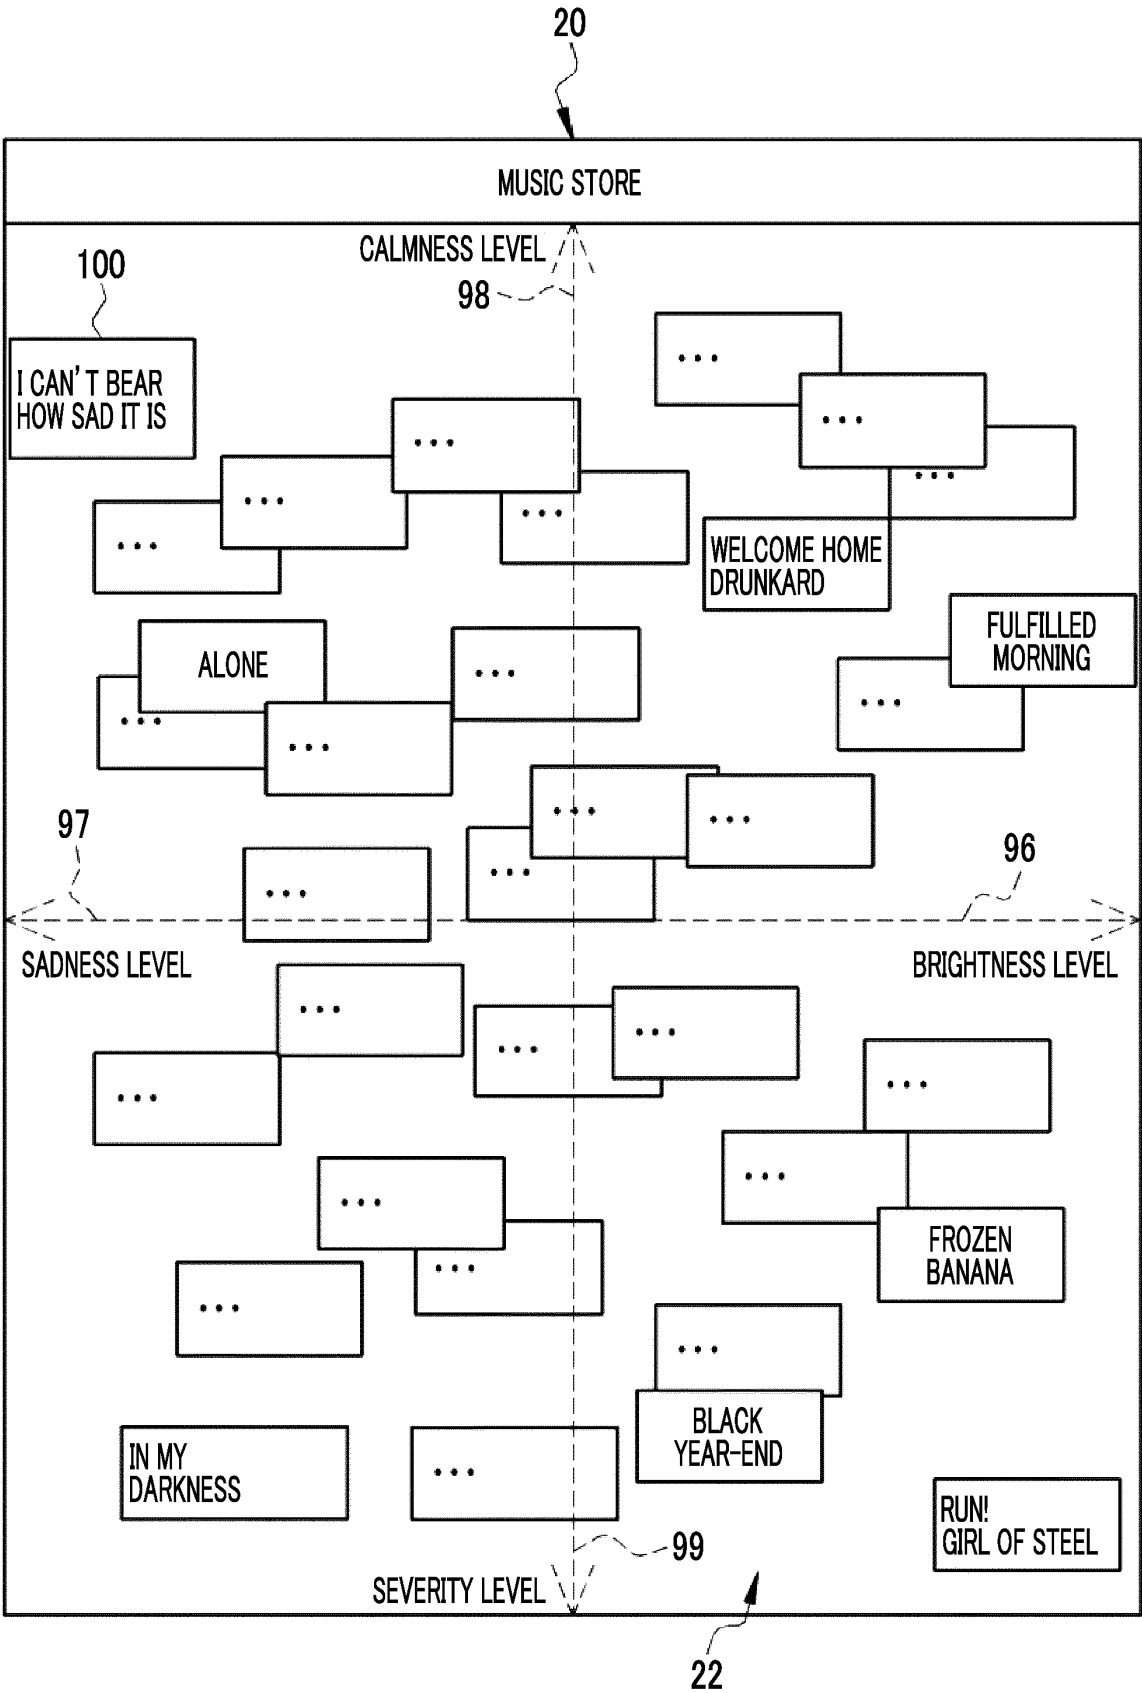 20
MUSIC STORE
CALMNESS LEVEL
98
100
I CAN'T BEAR
HOW SAD IT IS
...
...
...
...
...
...
...
WELCOME HOME
DRUNKARD
FULFILLED
MORNING
ALONE
...
...
...
...
...
...
...
97
...
96
SADNESS LEVEL
BRIGHTNESS LEVEL
...
...
...
...
...
...
...
...
...
FROZEN
BANANA
...
BLACK
YEAR-END
IN MY
DARKNESS
...
RUN!
GIRL OF STEEL
99
SEVERITY LEVEL
22